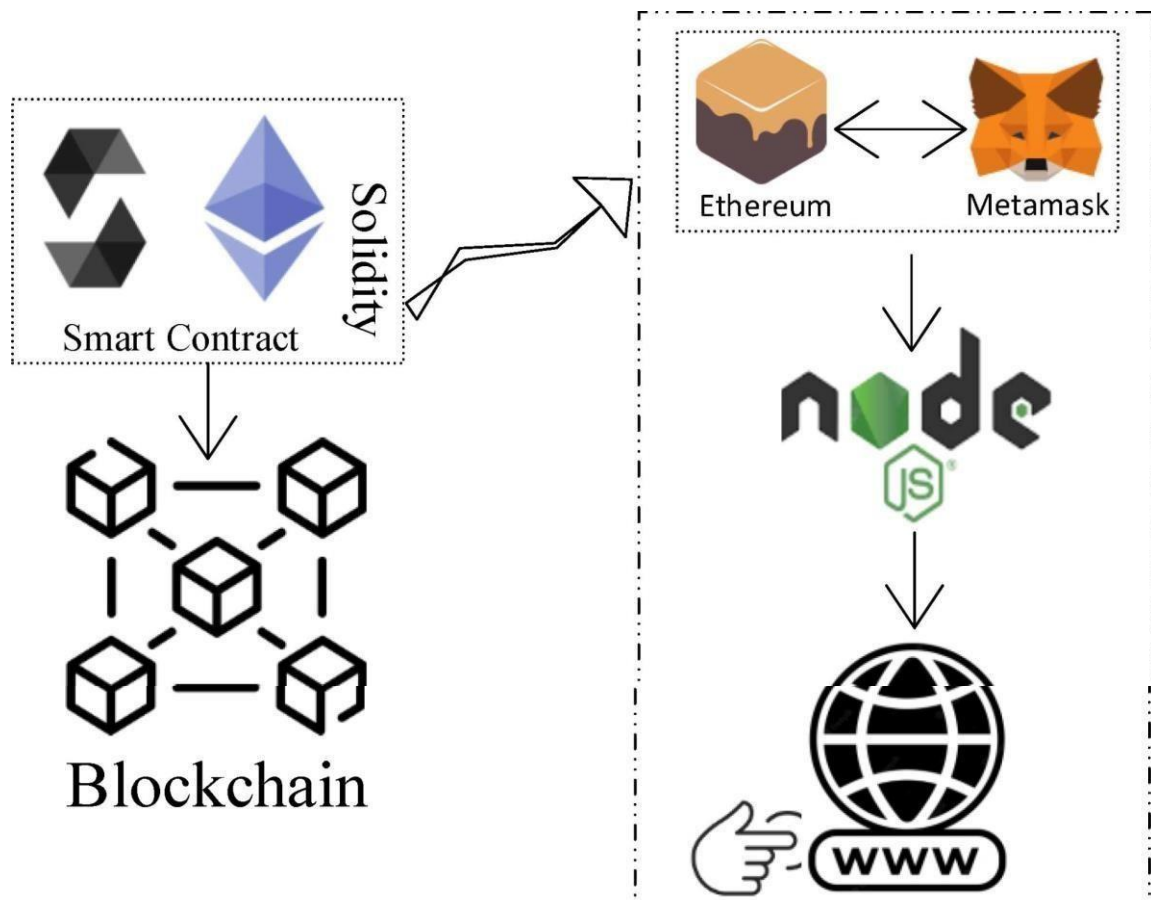 Smart Contract
Solidity
Blockchain
Ethereum
Metamask
node
JS®
www